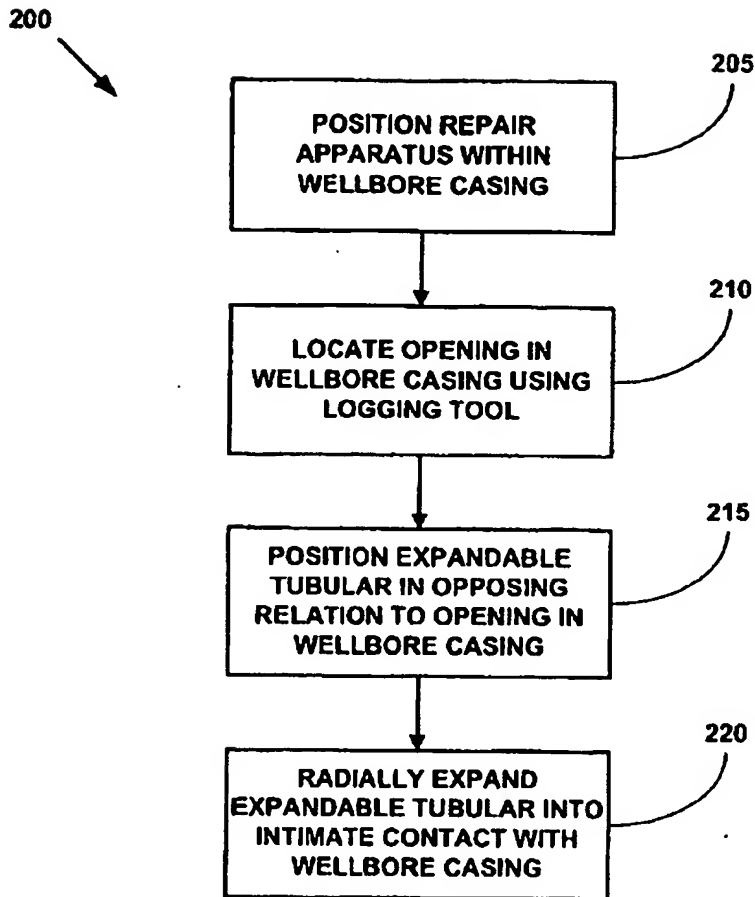 200
205
POSITION REPAIR
APPARATUS WITHIN
WELLBORE CASING
210
LOCATE OPENING IN
WELLBORE CASING USING
LOGGING TOOL
215
POSITION EXPANDABLE
TUBULAR IN OPPOSING
RELATION TO OPENING IN
WELLBORE CASING
220
RADIALLY EXPAND
EXPANDABLE TUBULAR INTO
INTIMATE CONTACT WITH
WELLBORE CASING